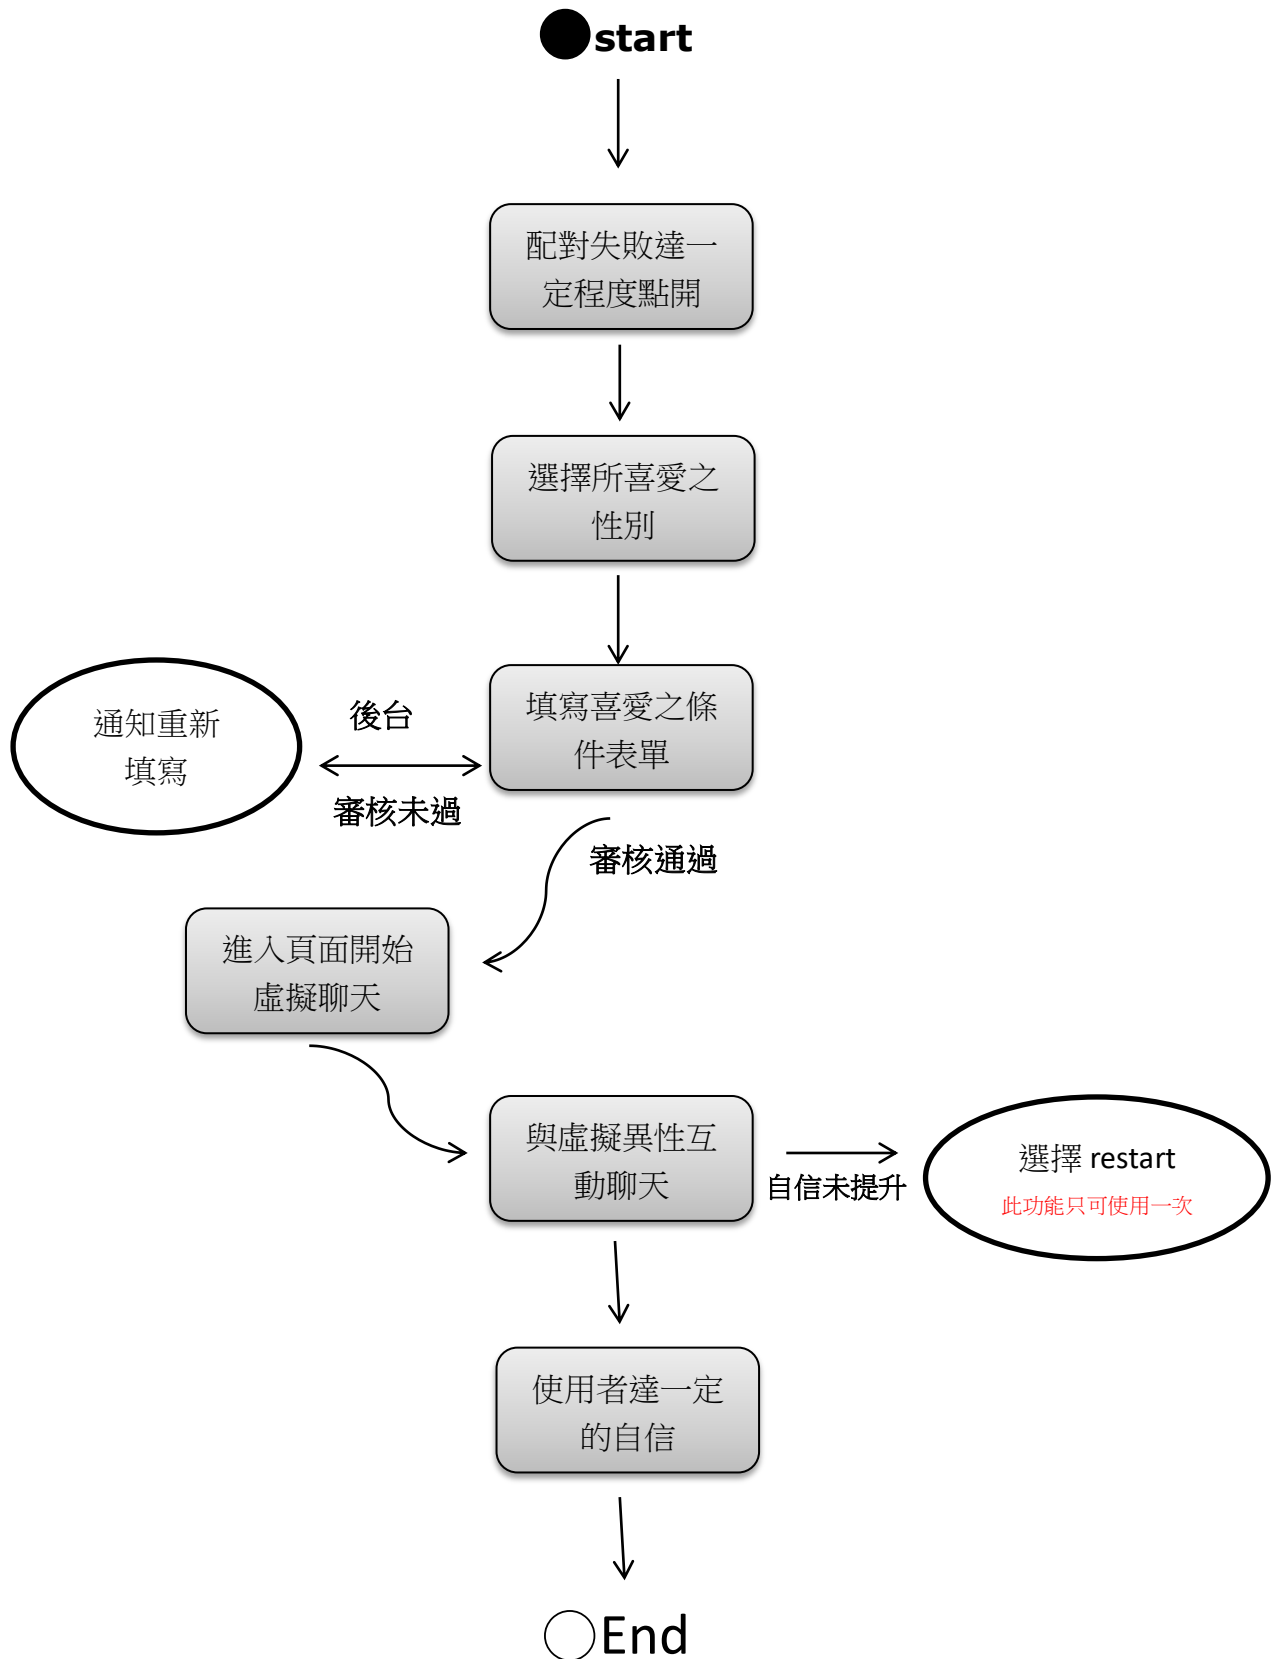 start
配對失敗達一
定程度點開
選擇所喜愛之
性別
填寫喜愛之條
件表單
通知重新
填寫
後台
審核未過
審核通過
進入頁面開始
虛擬聊天
與虛擬異性互
動聊天
自信未提升
選擇 restart
此功能只可使用一次
使用者達一定
的自信
End